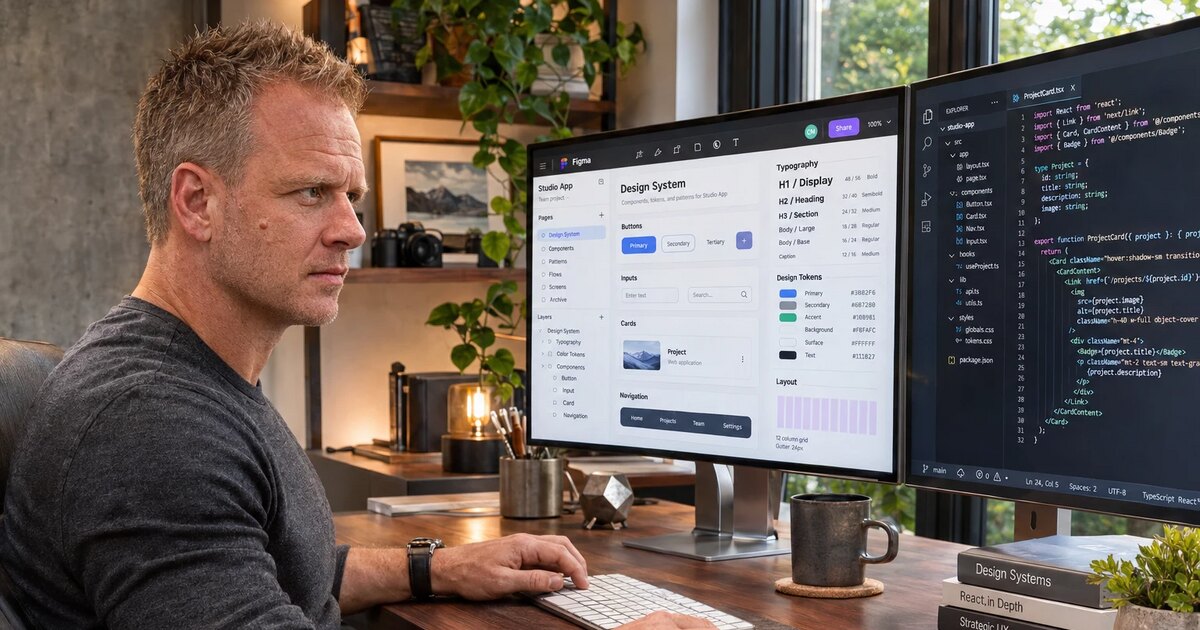 Figma
Share
100%
CM
Studio App
Team project
Pages
Design System
Components
Patterns
Flows
Screens
Archive
Layers
Design System
Typography
Color Tokens
Components
Button
Input
Card
Navigation
Design System
Components, tokens, and patterns for Studio App
Buttons
Primary
Secondary
Tertiary
+
Inputs
Enter text
Search...
Cards
Project
Web application
Navigation
Home
Projects
Team
Settings
Typography
H1 / Display 48 / 56 Bold
H2 / Heading 32 / 40 Semibold
H3 / Section 24 / 32 Medium
Body / Large 18 / 28 Regular
Body / Base 16 / 24 Regular
Caption 12 / 16 Medium
Design Tokens
Primary #3B82F6
Secondary #6B7280
Accent
Background #FBFAFC
Surface #FFFFFF
Text #111827
Layout
12 column grid
Gutter 24px
EXPLORER
studio-app
src
app
layout.tsx
page.tsx
components
Button.tsx
Card.tsx
Nav.tsx
Input.tsx
hooks
useProject.ts
lib
api.ts
utils.ts
styles
globals.css
tokens.css
package.json
ProjectCard.tsx X
import React from 'react';
import { Link } from 'next/link';
import { Card, CardContent } from '@/components
import { Badge } from '@/components/Badge';
type Project = {
id: string;
title: string;
description: string;
image: string;
};
export function ProjectCard({ project }: { proj
return (
<Card className="hover:shadow-sm transition
<CardContent>
<Link href={`/projects/${project.id}`}
<img
src={project.image}
alt={project.title}
className="h-40 w-full object-cover
/>
<div className="mt-4">
<Badge>{project.title}</Badge>
<p className="mt-2 text-sm text-gra
{project.description}
</p>
</div>
</Link>
</CardContent>
</Card>
);
}
main
Ln 24, Col 5
Spaces: 2
UTF-8
TypeScript React
Design Systems
React.in Depth
Strategic UX